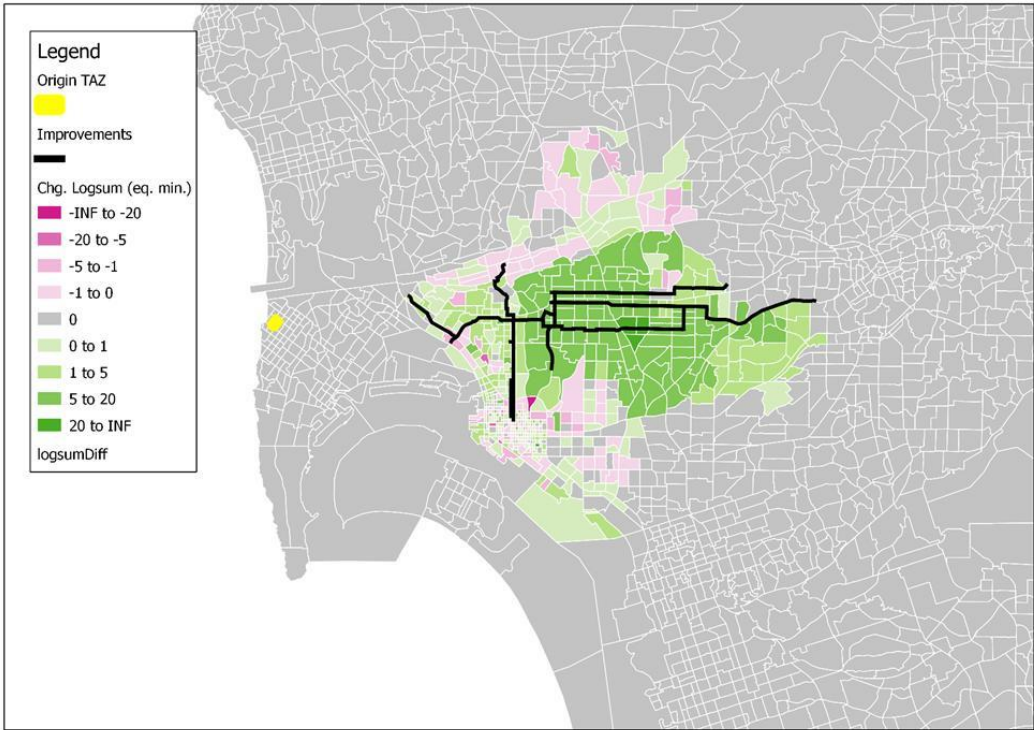 Legend
Origin TAZ
Improvements
Chg. Logsum (eq. min.)
-INF to -20
-20 to -5
-5 to -1
-1 to 0
0
0 to 1
1 to 5
5 to 20
20 to INF
logsumDiff